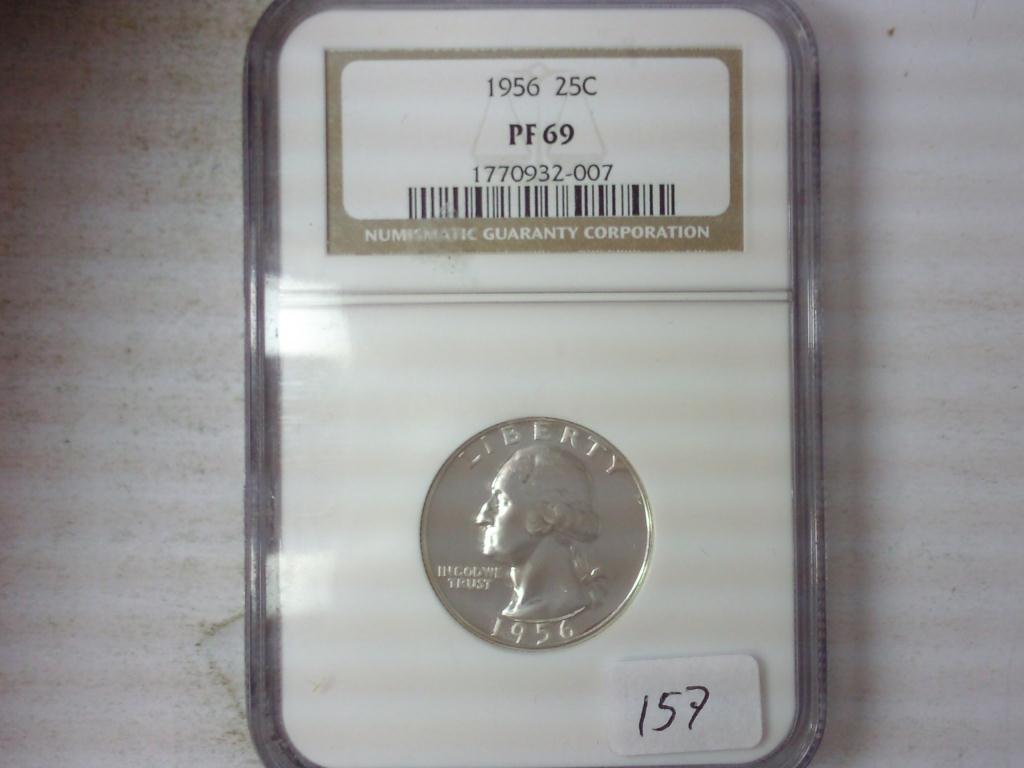 1956 25C
PF 69
1770932-007
NUMISMATIC GUARANTY CORPORATION
LIBERTY
IN GOD WE
TRUST
1956
157